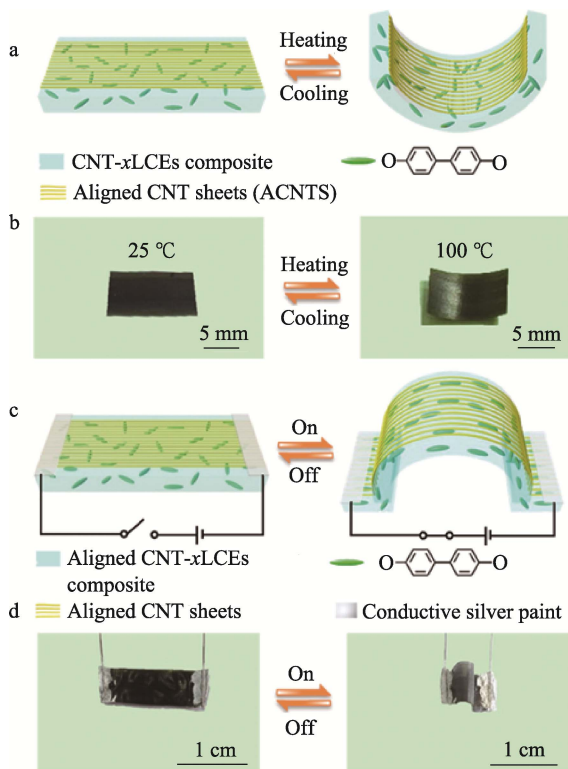 a
Heating
Cooling
CNT-xLCEs composite
O O
Aligned CNT sheets (ACNTS)
b
25 ℃
100 ℃
Heating
Cooling
5 mm
5 mm
c
On
Off
Aligned CNT-xLCEs
composite
O O
Aligned CNT sheets
Conductive silver paint
d
On
Off
1 cm
1 cm